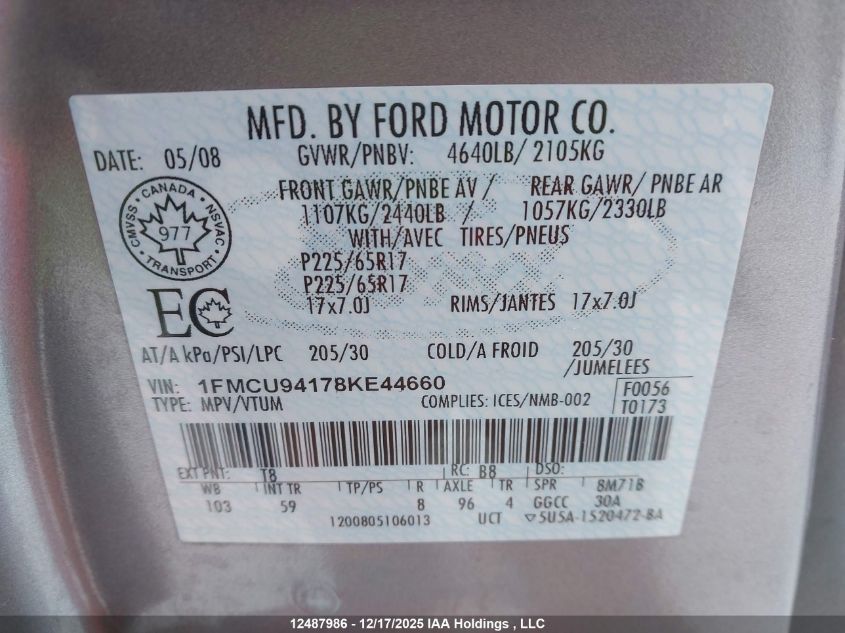 MFD. BY FORD MOTOR CO.
DATE: 05/08 GVWR/PNBV: 4640LB/ 2105KG
FRONT GAWR/PNBE AV / REAR GAWR/ PNBE AR
1107KG/2440LB / 1057KG/2330LB
WITH/AVEC TIRES/PNEUS
P225/65R17
P225/65R17
17x7.0J RIMS/JANTES 17x7.0J
CANADA
CMVSS NSVAC
977
TRANSPORT
EC
AT/A kPa/PSI/LPC 205/30 COLD/A FROID 205/30
/JUMELEES
VIN: 1FMCU94178KE44660 F0056
TYPE: MPV/VTUM COMPLIES: ICES/NMB-002 T0173
EXT PNT: T8 RC: B8 DSO:
WB INT TR TP/PS R AXLE TR SPR 8M71B
103 59 8 96 4 GGCC 30A
1200805106013 UCT ▽5U5A-1520472-BA
12487986 - 12/17/2025 IAA Holdings , LLC